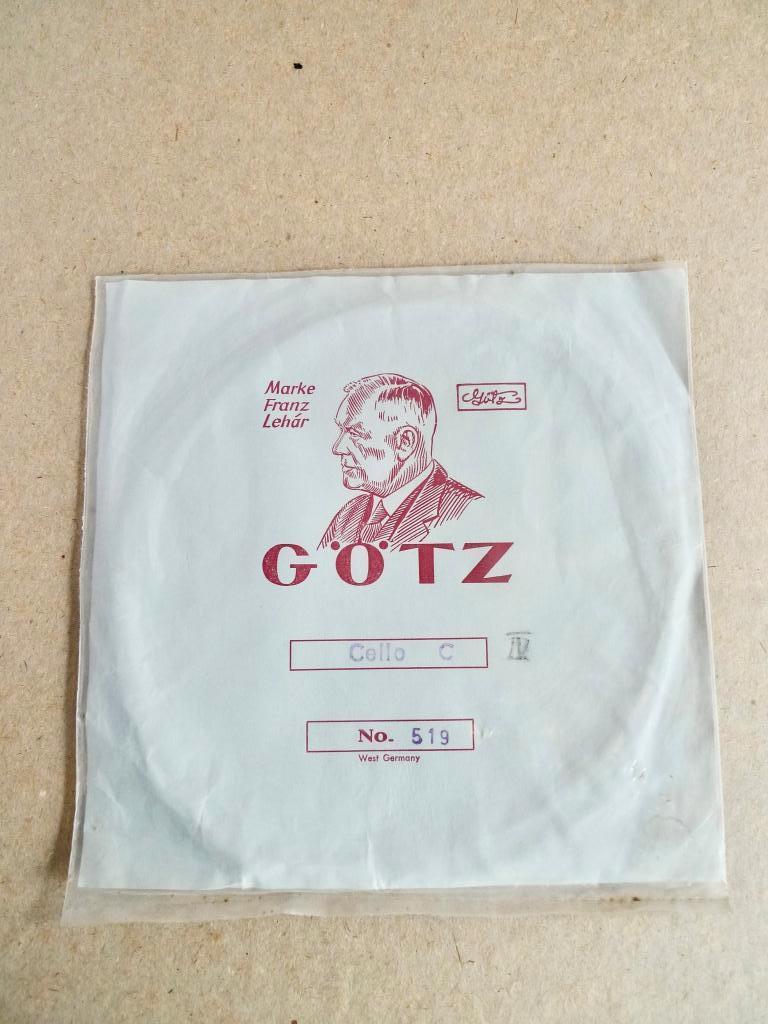 Marke
Franz
Lehár
Götz
GÖTZ
Cello C IV
No. 519
West Germany